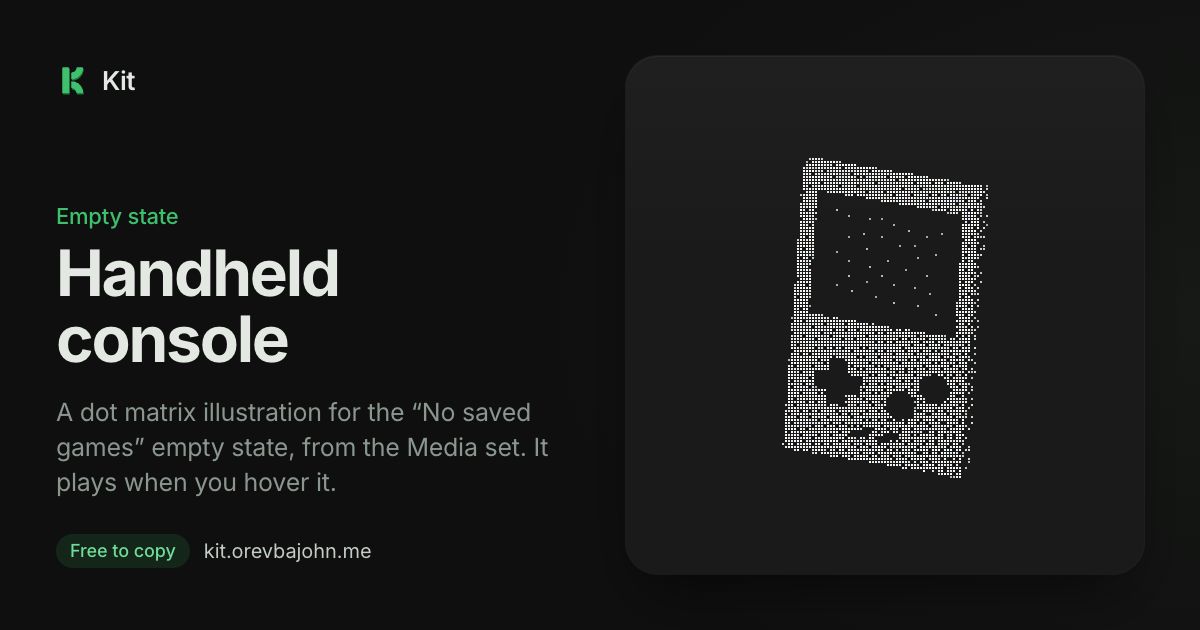 Kit
Empty state
Handheld
console
A dot matrix illustration for the “No saved
games” empty state, from the Media set. It
plays when you hover it.
Free to copy
kit.orevbajohn.me